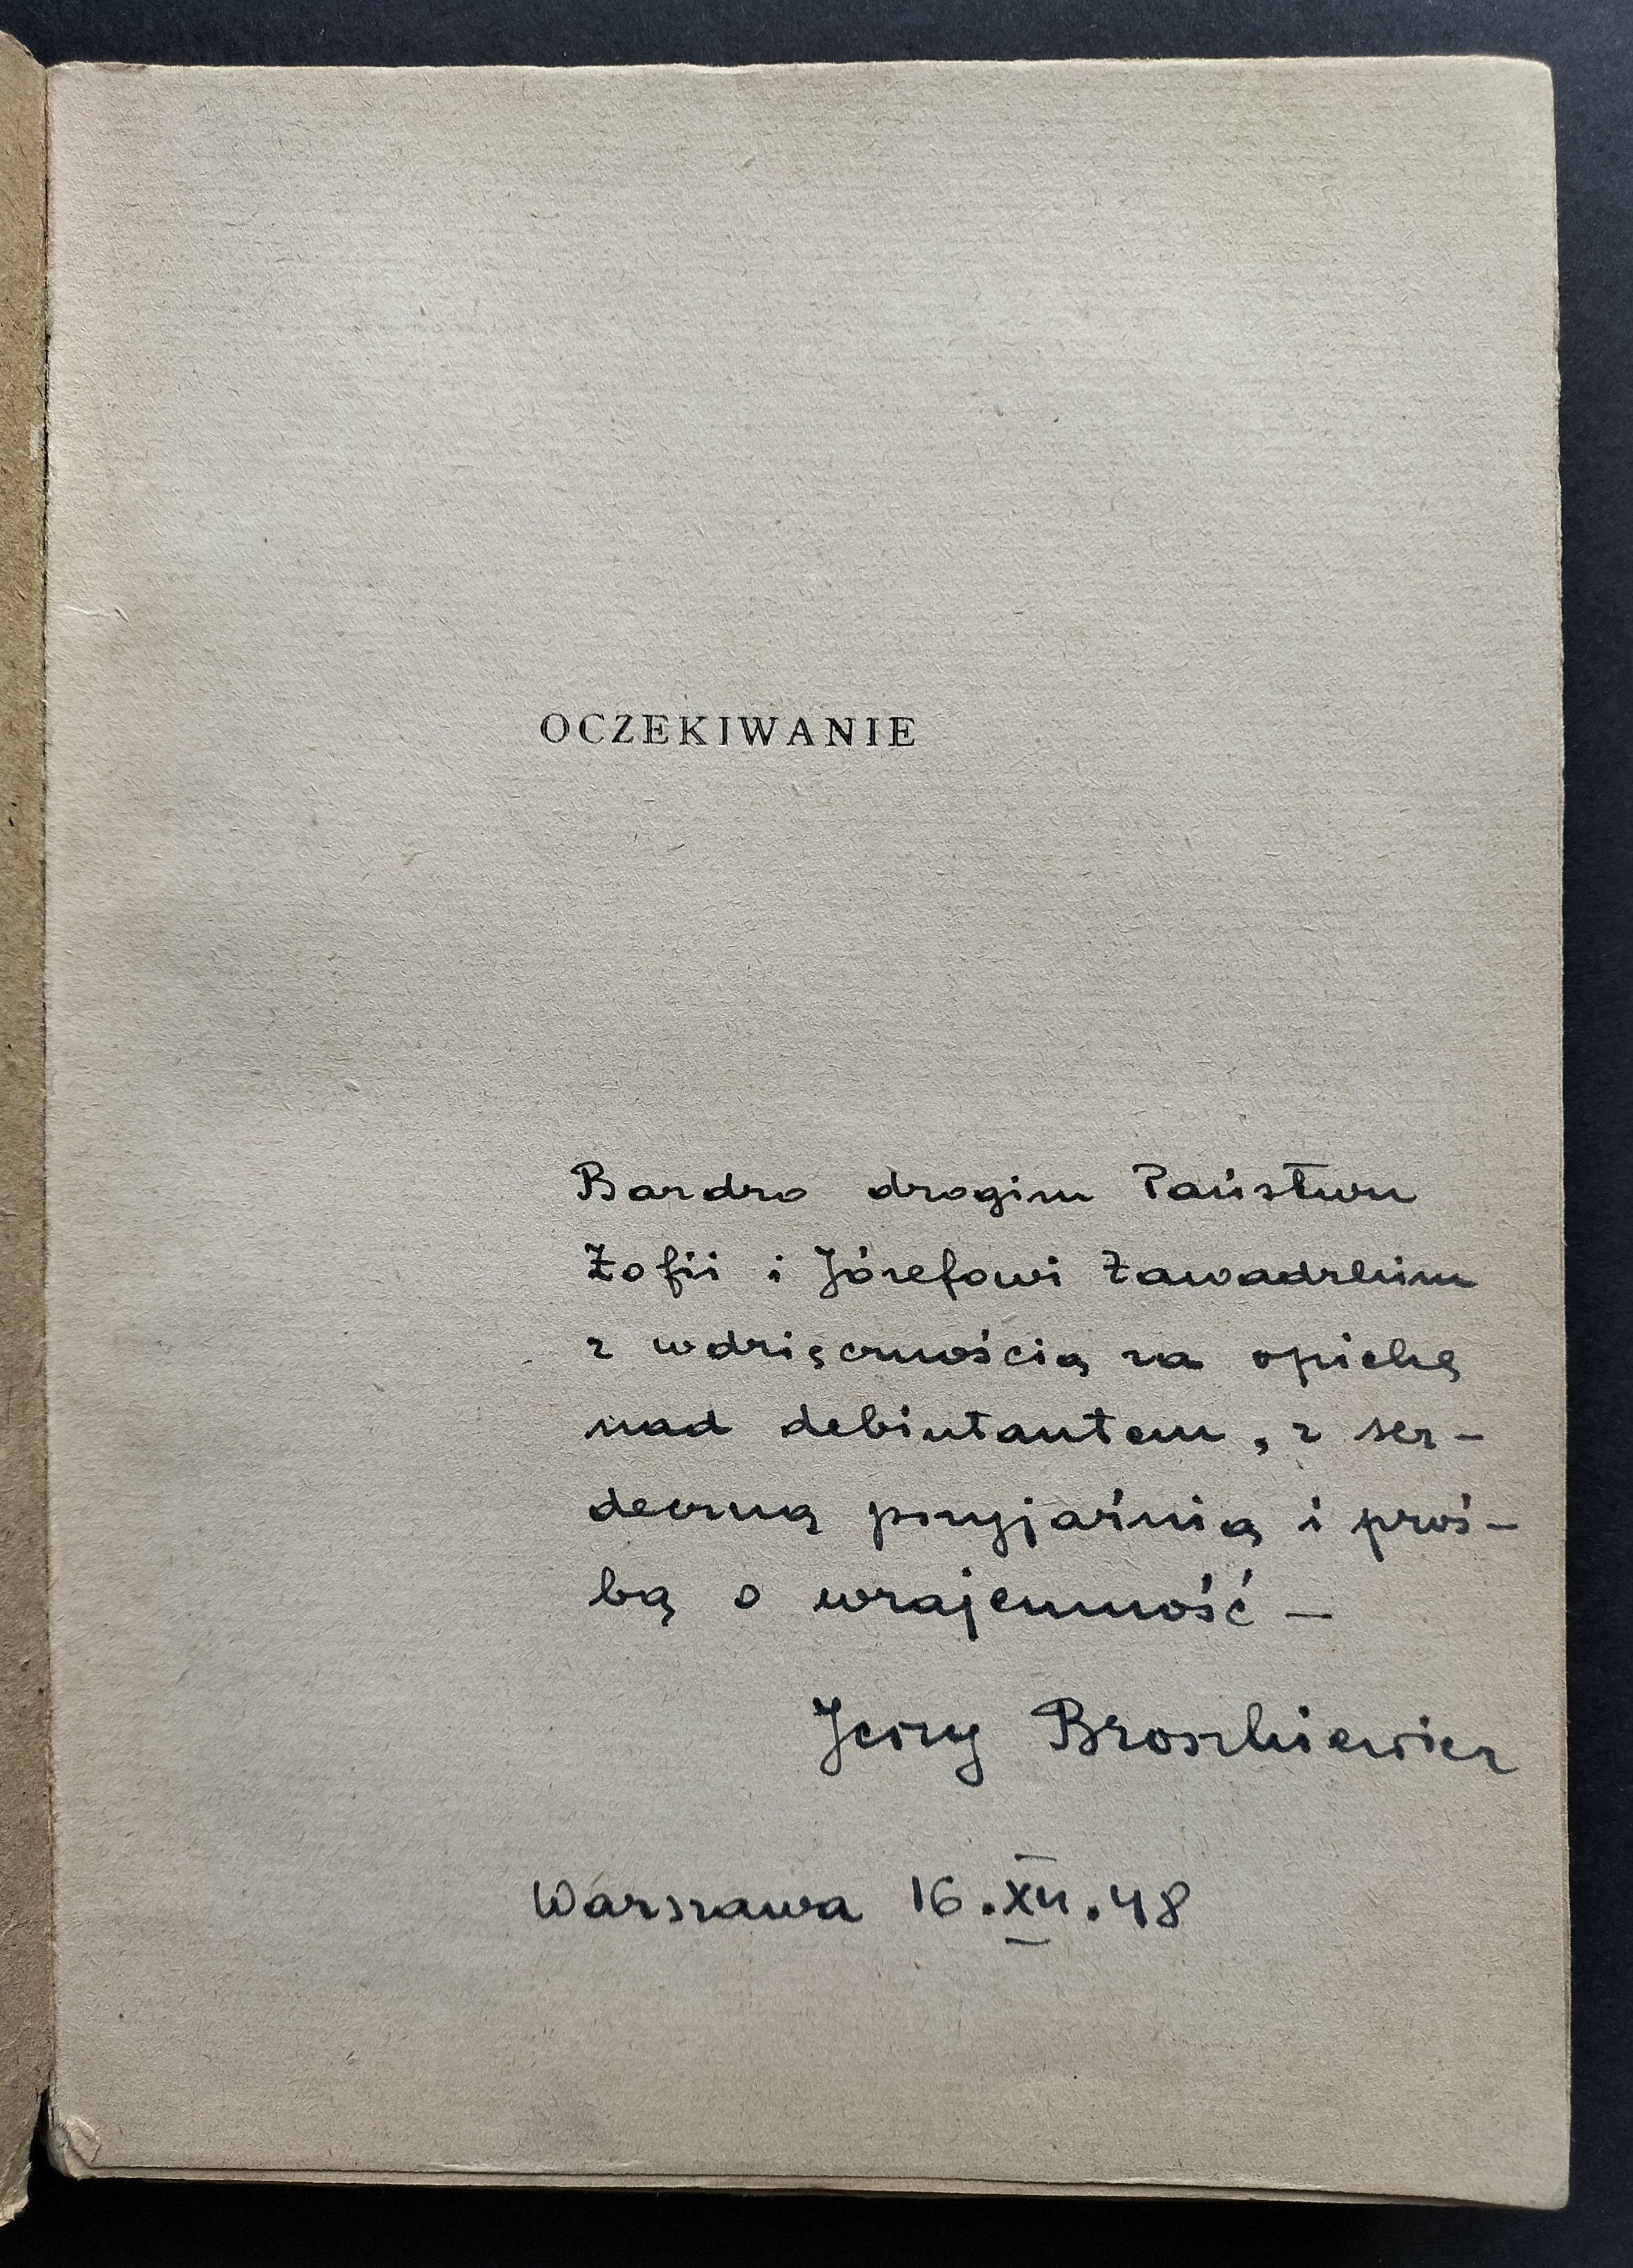 OCZEKIWANIE
Bardzo drogim Państwu
Zofii i Józefowi Zawadzkim
z wdzięcznością za opiekę
nad debiutantem, z ser-
deczną przyjaźnią i proś-
bą o wzajemność –
Jerzy Broszkiewicz
Warszawa 16.XII.48